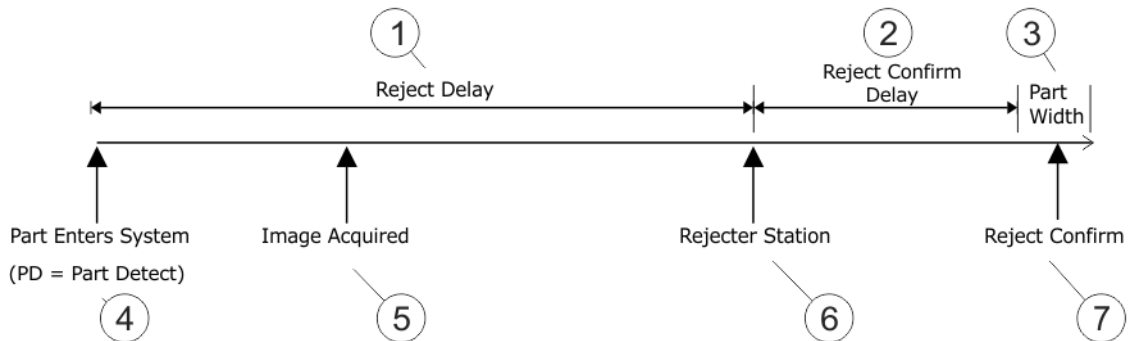 1
2
3
Reject Delay
Reject Confirm
Delay
Part
Width
Part Enters System
(PD = Part Detect)
Image Acquired
Rejecter Station
Reject Confirm
4
5
6
7